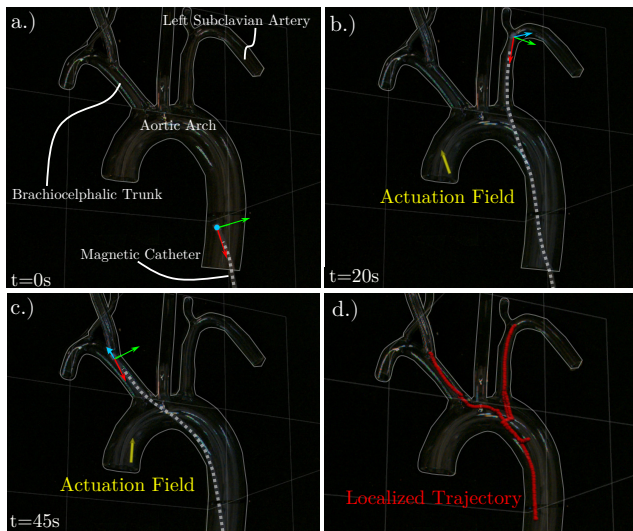 a.)
Left Subclavian Artery
Aortic Arch
Brachiocelphalic Trunk
Magnetic Catheter
t=0s
b.)
Actuation Field
t=20s
c.)
Actuation Field
t=45s
d.)
Localized Trajectory